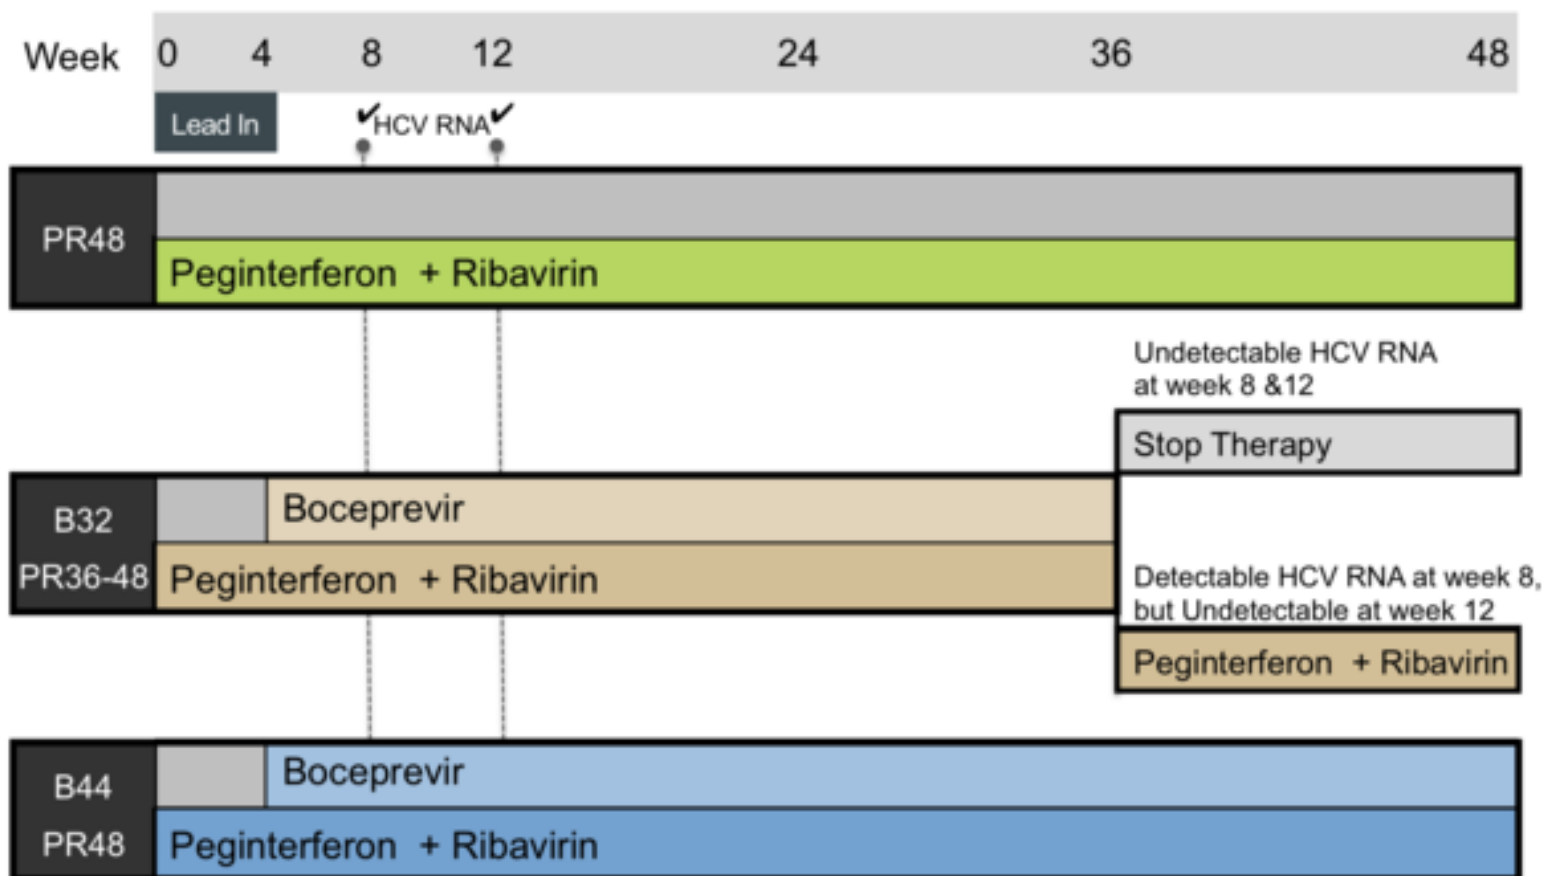 Week 0 4 8 12 24 36 48
Lead In ✔HCV RNA✔
PR48
Peginterferon + Ribavirin
Undetectable HCV RNA
at week 8 &12
Stop Therapy
B32
PR36-48
Boceprevir
Peginterferon + Ribavirin
Detectable HCV RNA at week 8,
but Undetectable at week 12
Peginterferon + Ribavirin
B44
PR48
Boceprevir
Peginterferon + Ribavirin